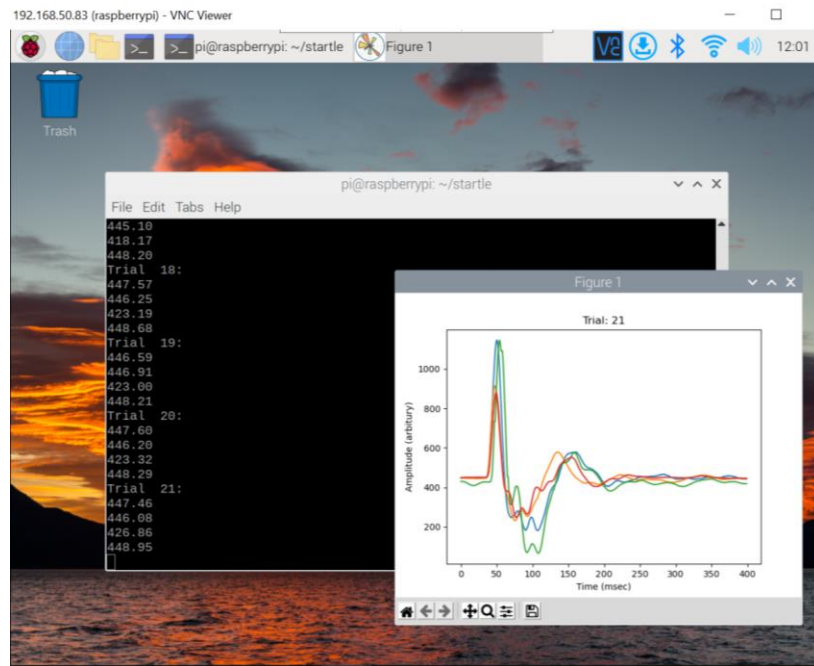 192.168.50.83 (raspberrypi) - VNC Viewer
pi@raspberrypi: ~/startle
Figure 1
12:01
Trash
pi@raspberrypi: ~/startle
File Edit Tabs Help
445.10
418.17
448.20
Trial 18:
447.57
446.25
423.19
448.68
Trial 19:
446.59
446.91
423.00
448.21
Trial 20:
447.60
446.20
423.32
448.29
Trial 21:
447.46
446.08
426.86
448.95
Figure 1
Trial: 21
Amplitude (arbitury)
1000
800
600
400
200
0 50 100 150 200 250 300 350 400
Time (msec)